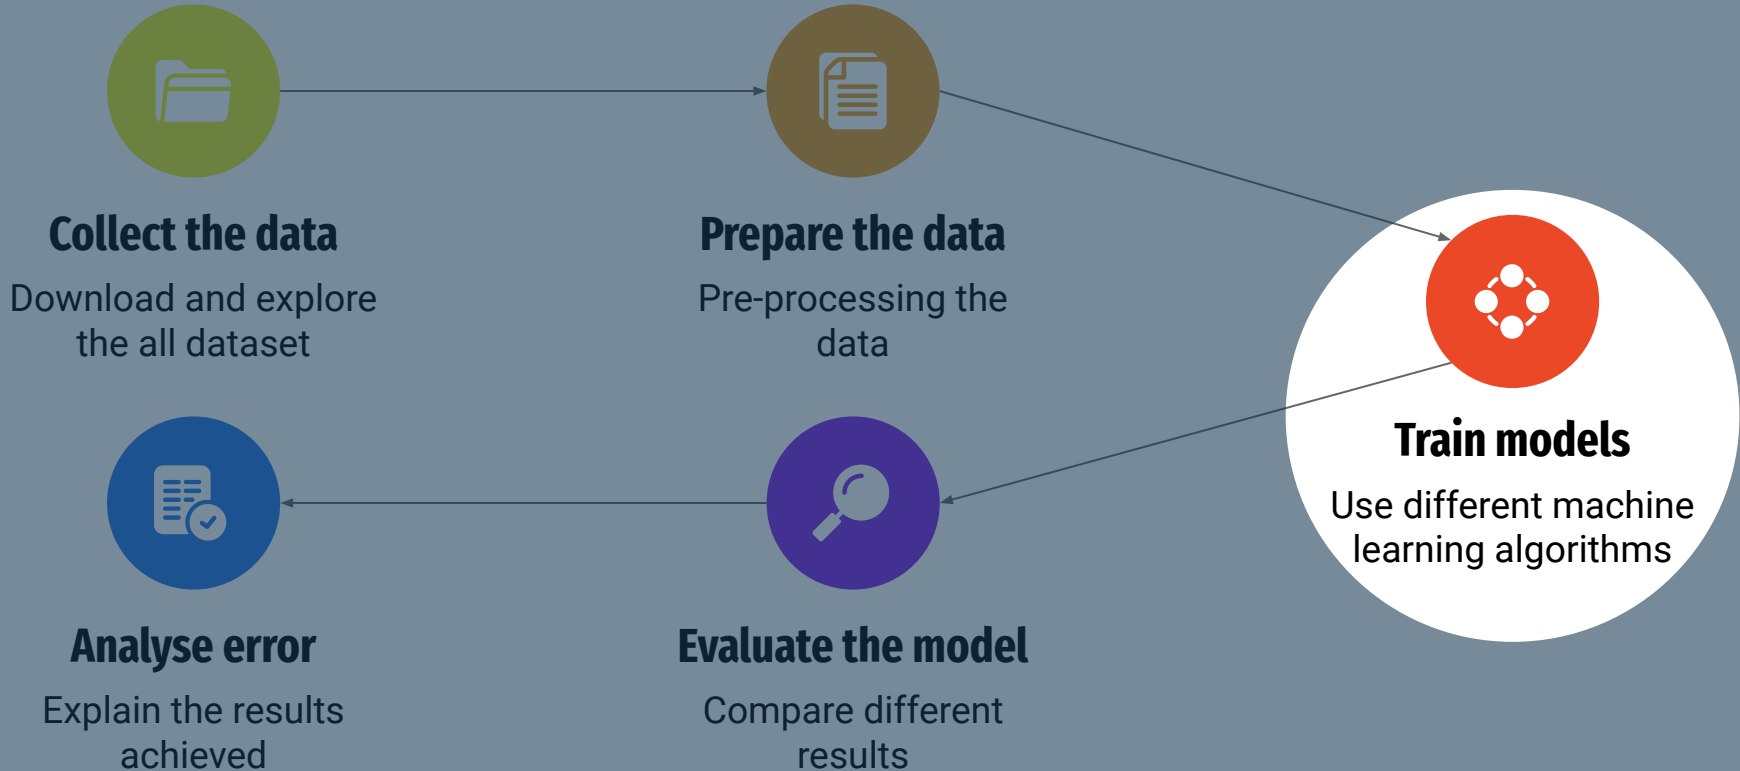 Collect the data
Download and explore
the all dataset
Prepare the data
Pre-processing the
data
Train models
Use different machine
learning algorithms
Evaluate the model
Compare different
results
Analyse error
Explain the results
achieved